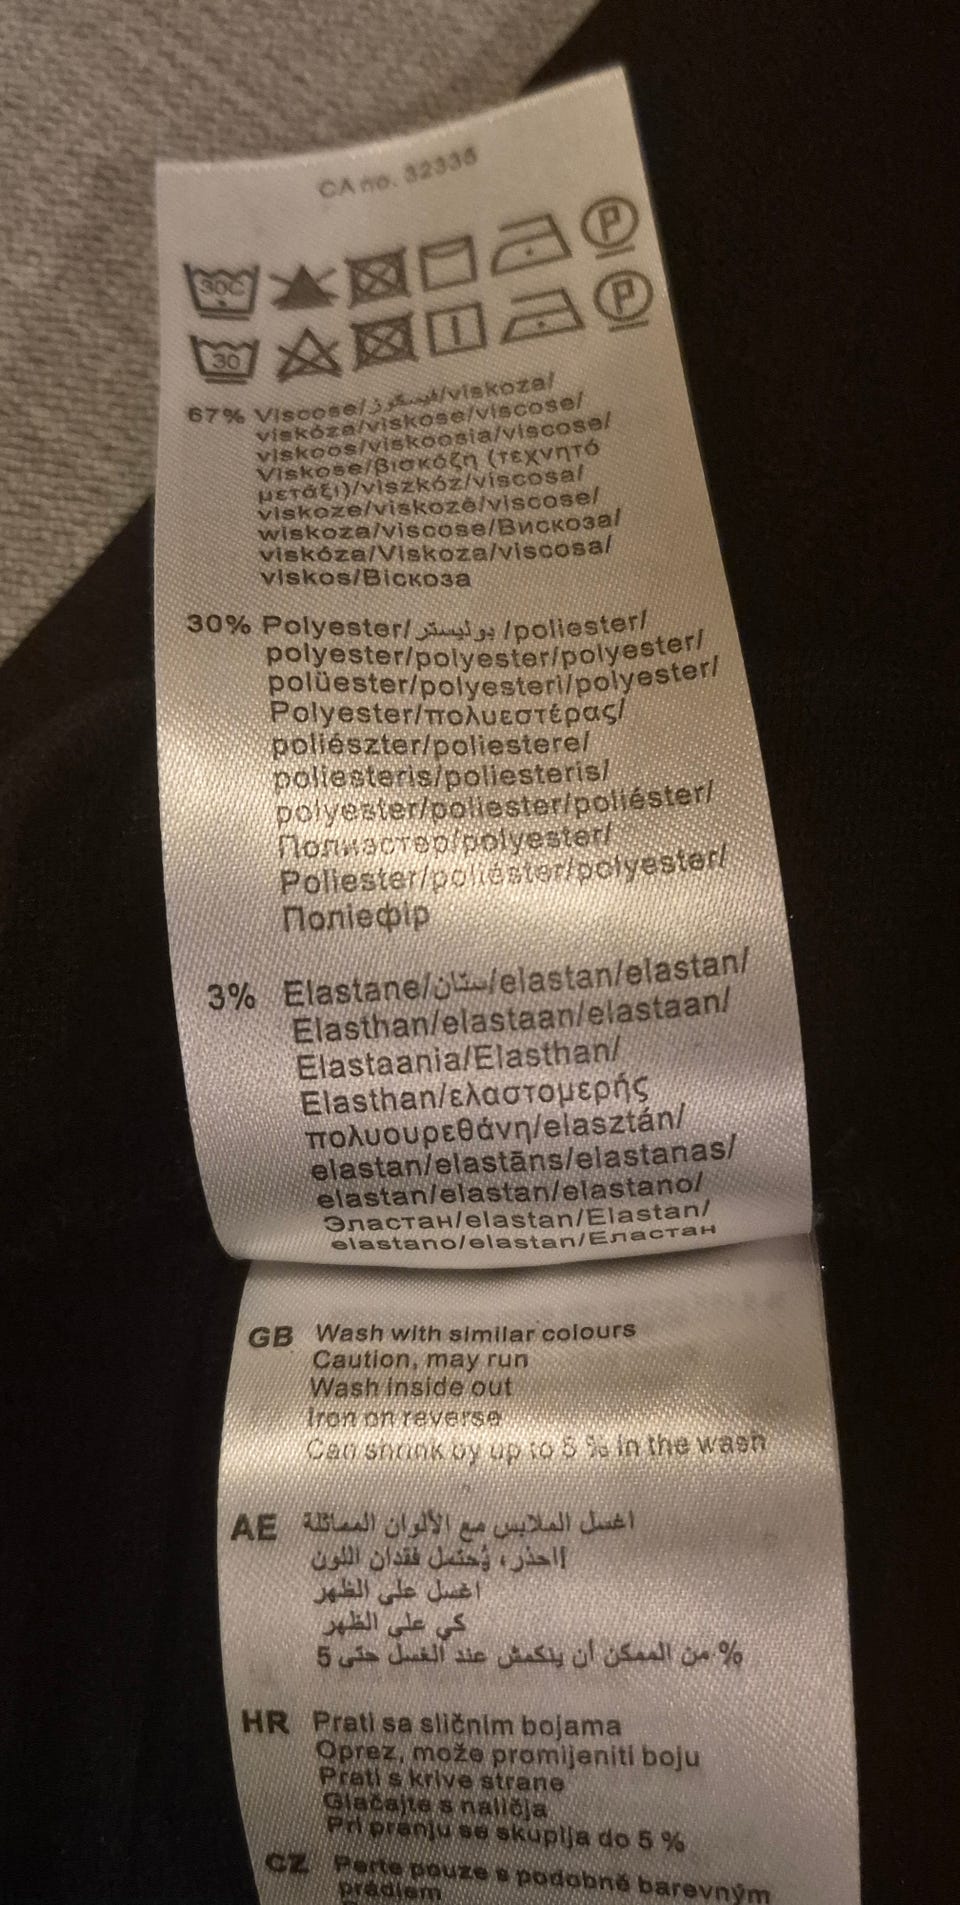 CA no. 32335
30C P
30 P
67% Viscose/فيسكوز/viskoza/
viskóza/viskose/viscose/
viskoos/viskoosia/viscose/
Viskose/βισκόζη (τεχνητό
μετάξι)/viszkóz/viscosa/
viskoze/viskozė/viscose/
wiskoza/viscose/Вискоза/
viskóza/Viskoza/viscosa/
viskos/Віскоза
30% Polyester/بوليستر/poliester/
polyester/polyester/polyester/
polüester/polyesteri/polyester/
Polyester/πολυεστέρας/
poliészter/poliestere/
poliesteris/poliesteris/
polyester/poliester/poliéster/
Полиэстер/polyester/
Poliester/poliéster/polyester/
Поліефір
3% Elastane/ستان/elastan/elastan/
Elasthan/elastaan/elastaan/
Elastaania/Elasthan/
Elasthan/ελαστομερής
πολυουρεθάνη/elasztán/
elastan/elastāns/elastanas/
elastan/elastan/elastano/
Эластан/elastan/Elastan/
elastano/elastan/Еластан
GB Wash with similar colours
Caution, may run
Wash inside out
Iron on reverse
Can shrink by up to 5 % in the wash
AE اغسل الملابس مع الألوان المماثلة
احذر، يُحتمل فقدان اللون!
اغسل على الظهر
كي على الظهر
% من الممكن أن ينكمش عند الغسل حتى 5
HR Prati sa sličnim bojama
Oprez, može promijeniti boju
Prati s krive strane
Glačajte s naličja
Pri pranju se skuplja do 5 %
CZ Perte pouze s podobně barevným
prádlem